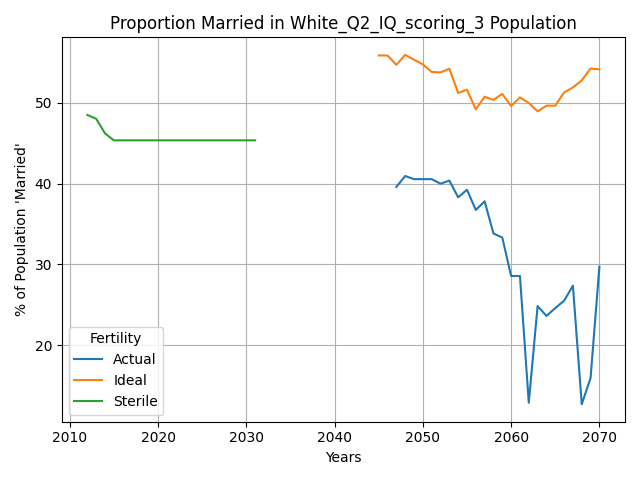 Proportion Married in White_Q2_IQ_scoring_3 Population
% of Population 'Married'
50
40
30
20
Fertility
Actual
Ideal
Sterile
2010 2020 2030 2040 2050 2060 2070
Years